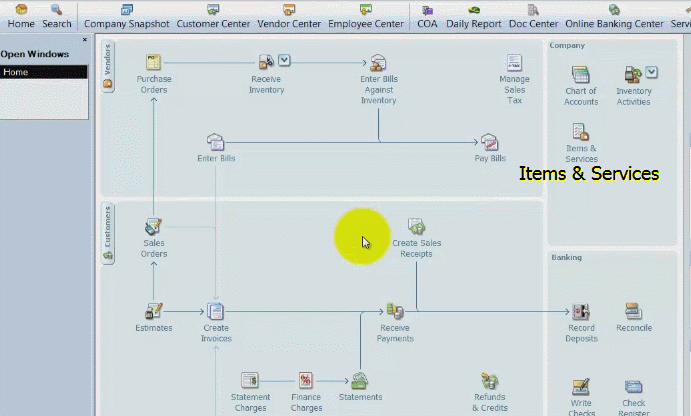 Home Search Company Snapshot Customer Center Vendor Center Employee Center COA Daily Report Doc Center Online Banking Center Serv
Open Windows
Home
Vendors
Purchase
Orders
Receive
Inventory
Enter Bills
Against
Inventory
Manage
Sales
Tax
Enter Bills
Pay Bills
Company
Chart of
Accounts
Inventory
Activities
Items &
Services
Items & Services
Customers
Sales
Orders
Create Sales
Receipts
Estimates
Create
Invoices
Receive
Payments
Statement
Charges
Finance
Charges
Statements
Refunds
& Credits
Banking
Record
Deposits
Reconcile
Write
Checks
Check
Register